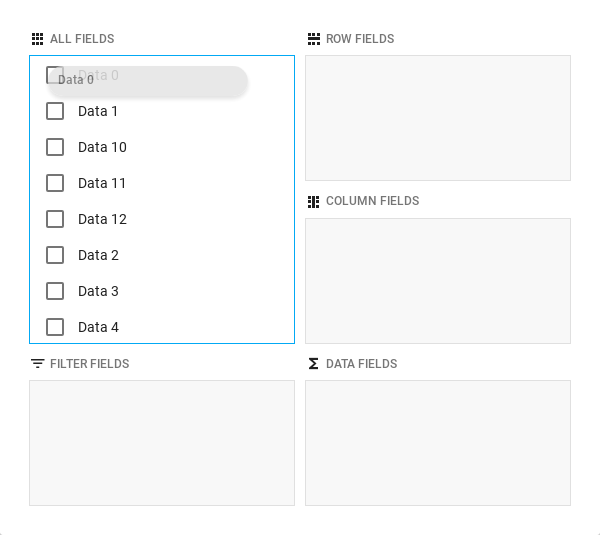 ALL FIELDS
Data 0
Data 0
Data 1
Data 10
Data 11
Data 12
Data 2
Data 3
Data 4
ROW FIELDS
COLUMN FIELDS
FILTER FIELDS
DATA FIELDS